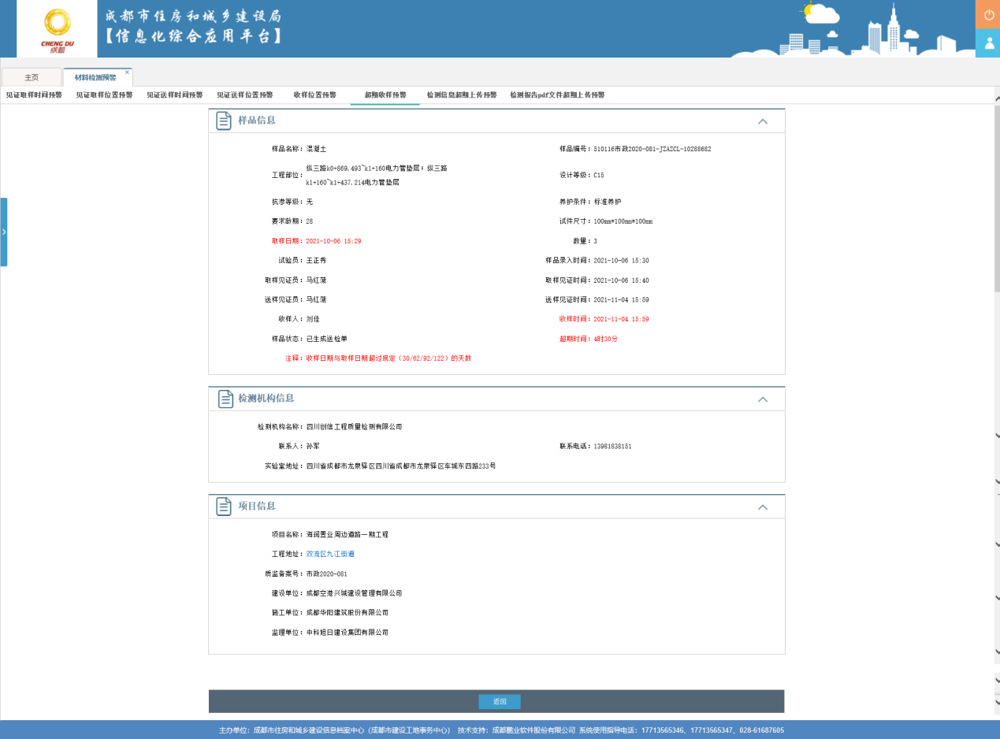 成都市住房和城乡建设局
【信息化综合应用平台】
CHENG DU
成都
主页
材料检测预警
见证取样时间预警 见证取样位置预警 见证送样时间预警 见证送样位置预警 收样位置预警 超期收样预警 检测信息超期上传预警 检测报告pdf文件超期上传预警
样品信息
样品名称：混凝土
样品编号：510116市政2020-081-JZAZCL-10288682
工程部位：纵三路k0+869.493~k1+160电力管垫层；纵三路
k1+160~k1+437.214电力管垫层
设计等级：C15
抗渗等级：无
养护条件：标准养护
要求龄期：28
试件尺寸：100mm*100mm*100mm
取样日期：2021-10-06 15:29
数量：3
试验员：王正秀
样品录入时间：2021-10-06 15:30
取样见证员：马红菠
取样见证时间：2021-10-06 15:40
送样见证员：马红菠
送样见证时间：2021-11-04 15:59
收样人：刘佳
收样时间：2021-11-04 15:59
样品状态：已生成送检单
超期时间：4时30分
注释：收样日期与取样日期超过规定（30/62/92/122）的天数
检测机构信息
检测机构名称：四川创信工程质量检测有限公司
联系人：孙军
联系电话：13981838151
实验室地址：四川省成都市龙泉驿区四川省成都市龙泉驿区车城东四路233号
项目信息
项目名称：海润置业周边道路一期工程
工程地址：双流区九江街道
质监备案号：市政2020-081
建设单位：成都空港兴城建设管理有限公司
施工单位：成都华阳建筑股份有限公司
监理单位：中科旭日建设集团有限公司
返回
主办单位：成都市住房和城乡建设信息档案中心（成都市建设工地事务中心） 技术支持：成都鹏业软件股份有限公司 系统使用指导电话：17713565346、17713565347、028-61687605